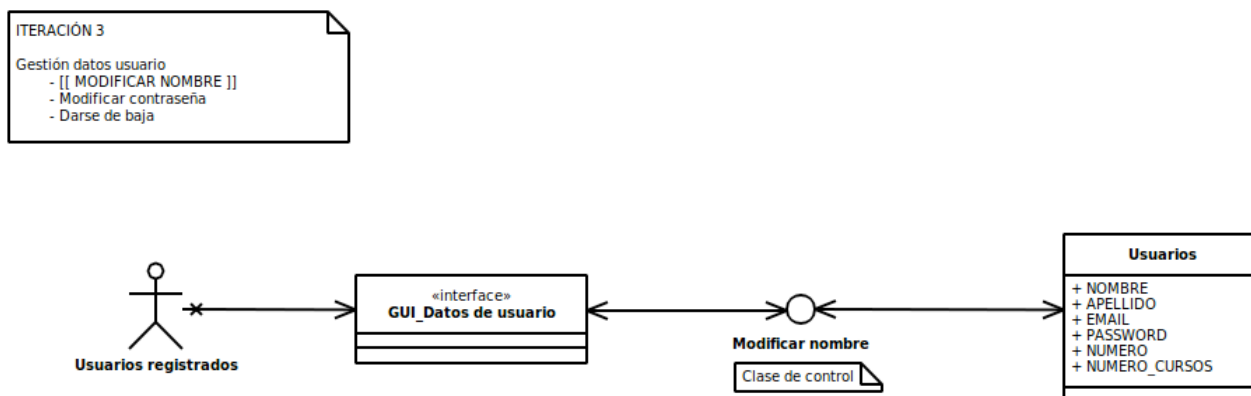 ITERACIÓN 3
Gestión datos usuario
- [[ MODIFICAR NOMBRE ]]
- Modificar contraseña
- Darse de baja
Usuarios registrados
«interface»
GUI_Datos de usuario
Modificar nombre
Clase de control
Usuarios
+ NOMBRE
+ APELLIDO
+ EMAIL
+ PASSWORD
+ NUMERO
+ NUMERO_CURSOS